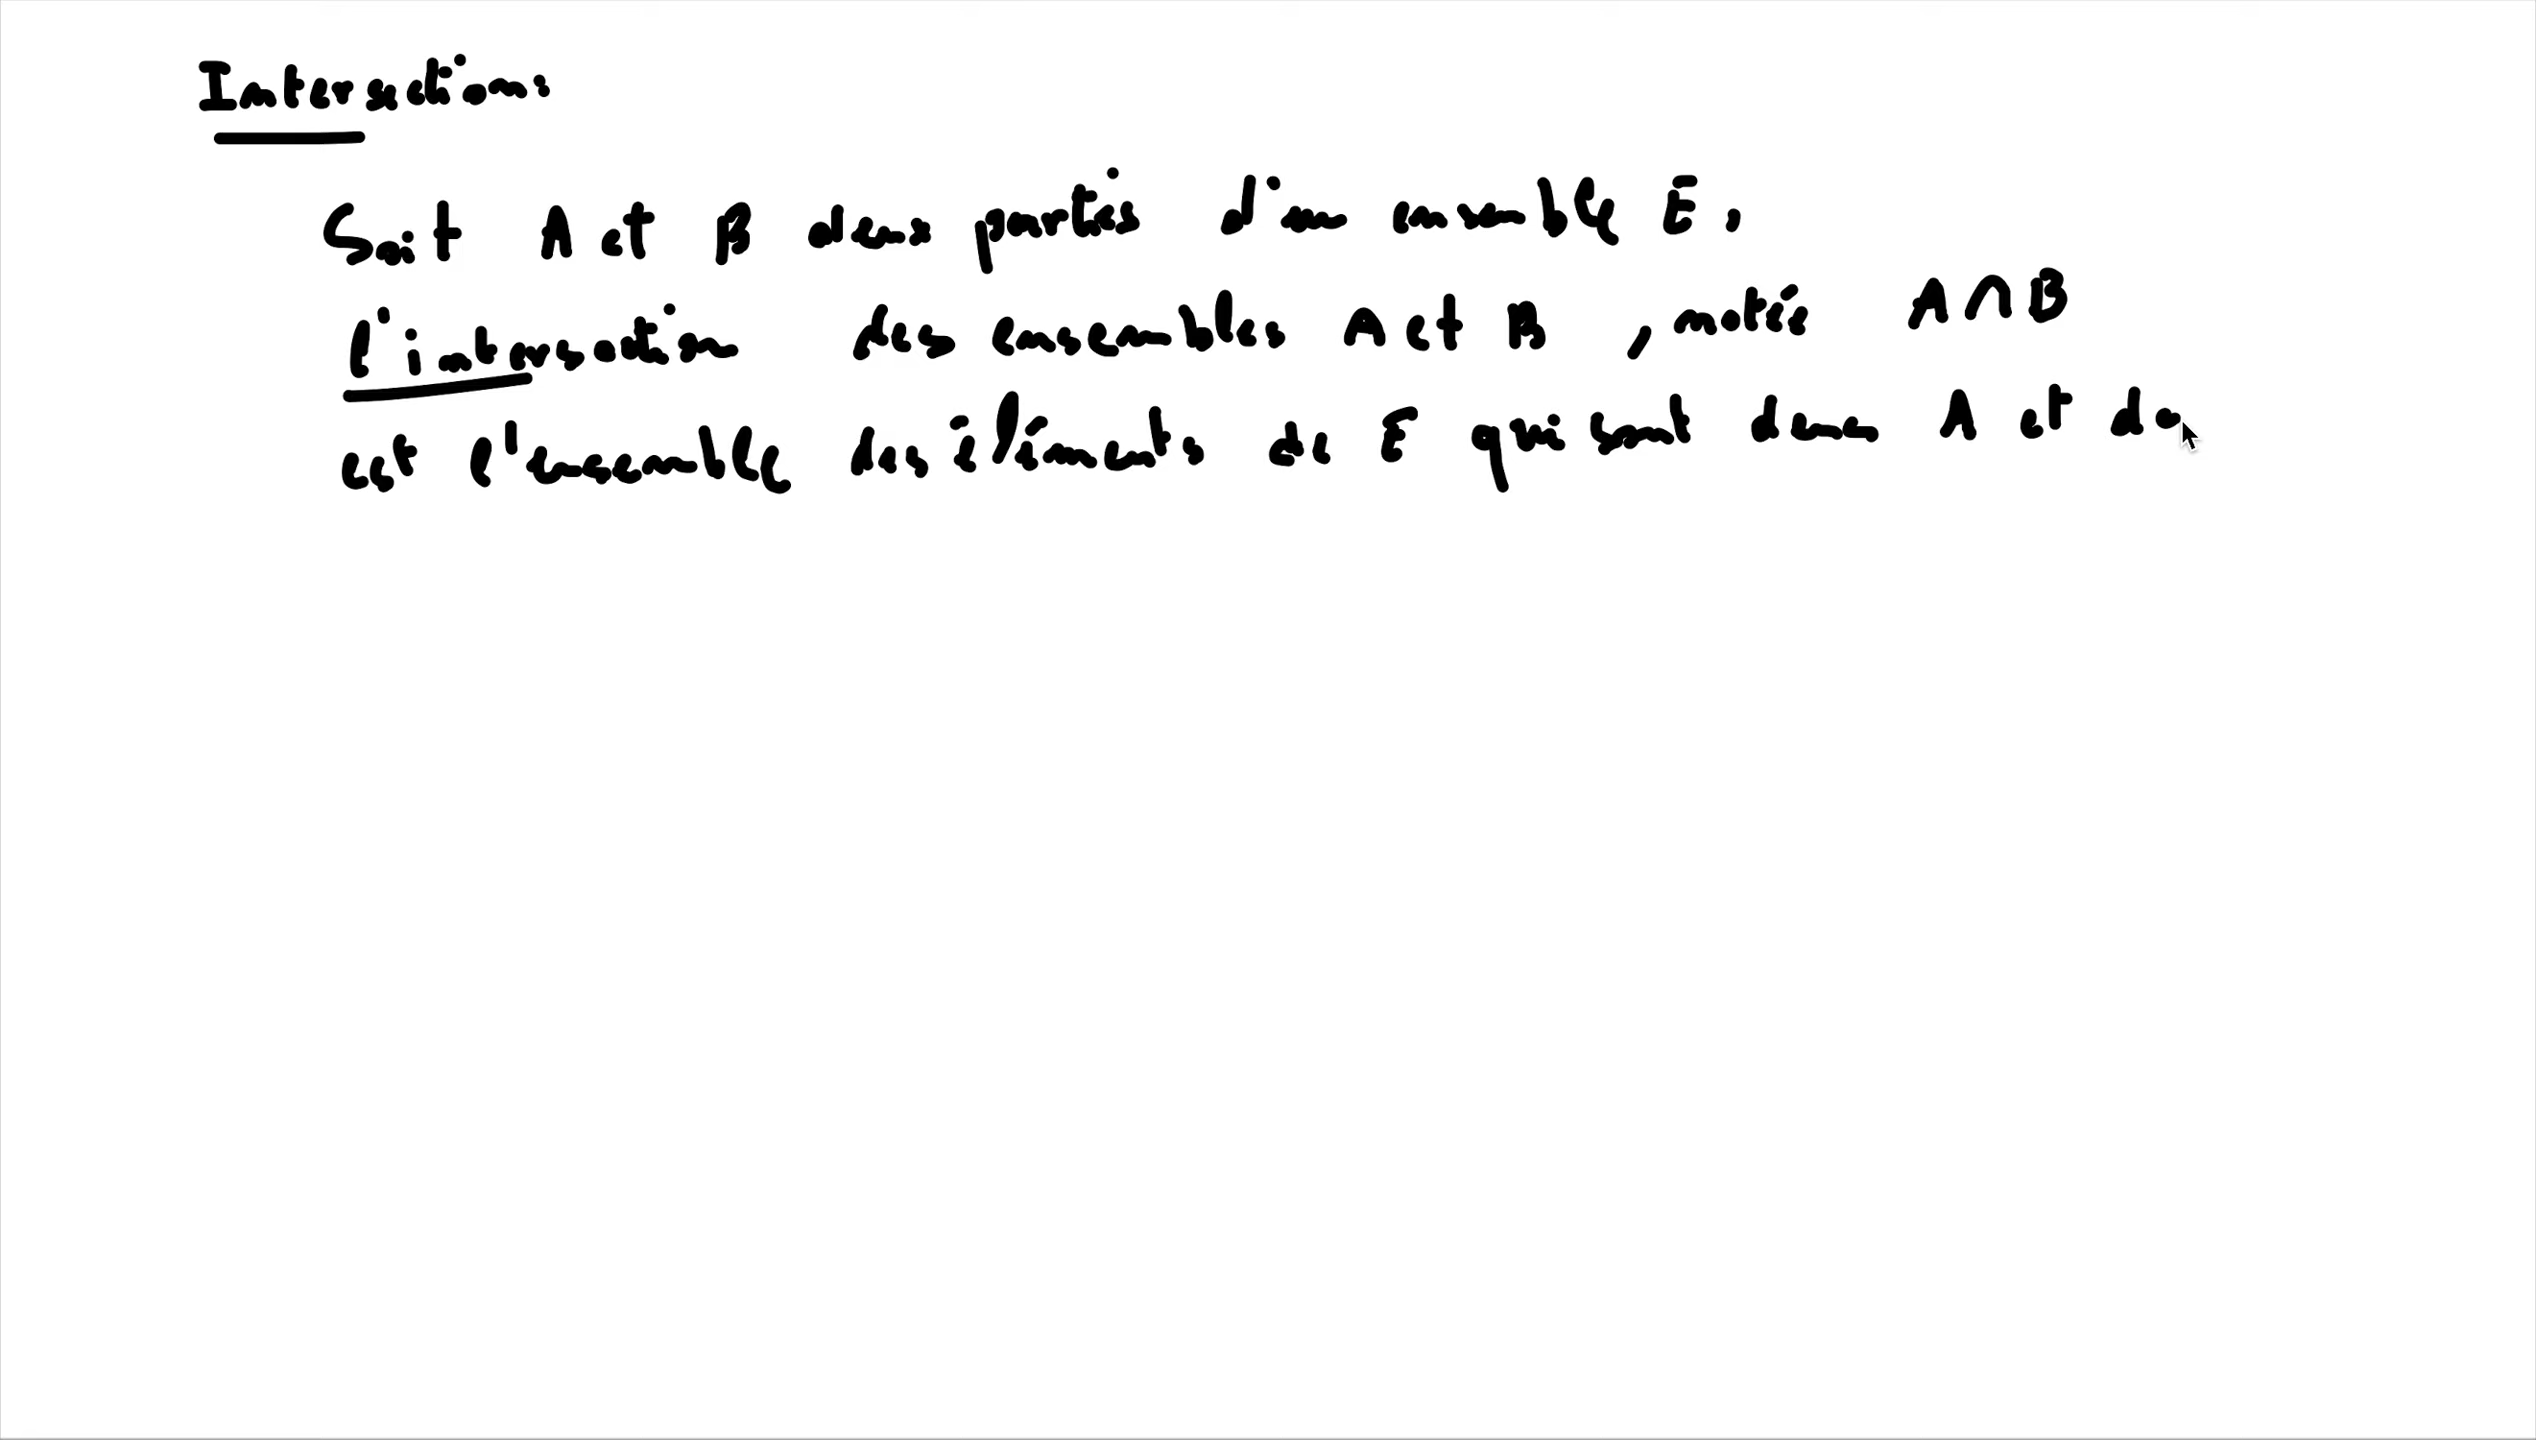 Intersection:
Soit A et B deux parties d'un ensemble E,
l'intersection des ensembles A et B , notée A∩B
est l'ensemble des éléments de E qui sont dans A et da